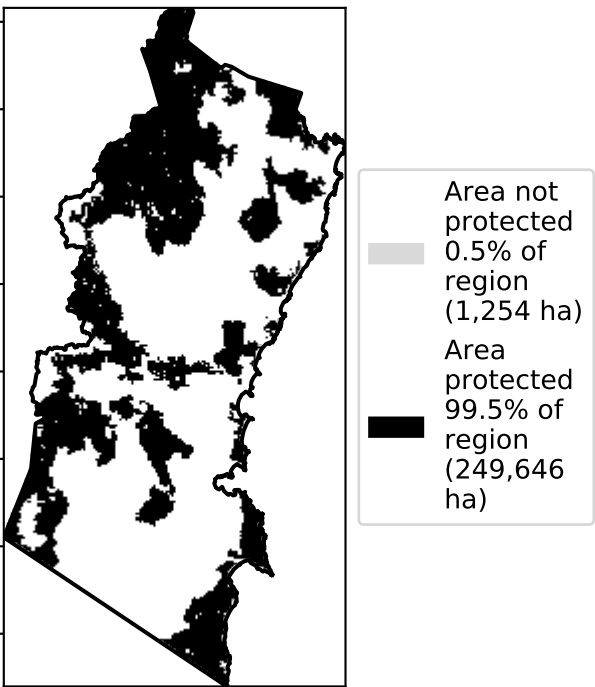 Area not
protected
0.5% of
region
(1,254 ha)
Area
protected
99.5% of
region
(249,646
ha)